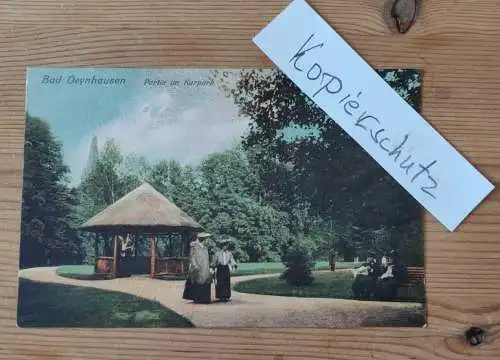 Bad Oeynhausen Partie im Kurpark
Kopierschutz